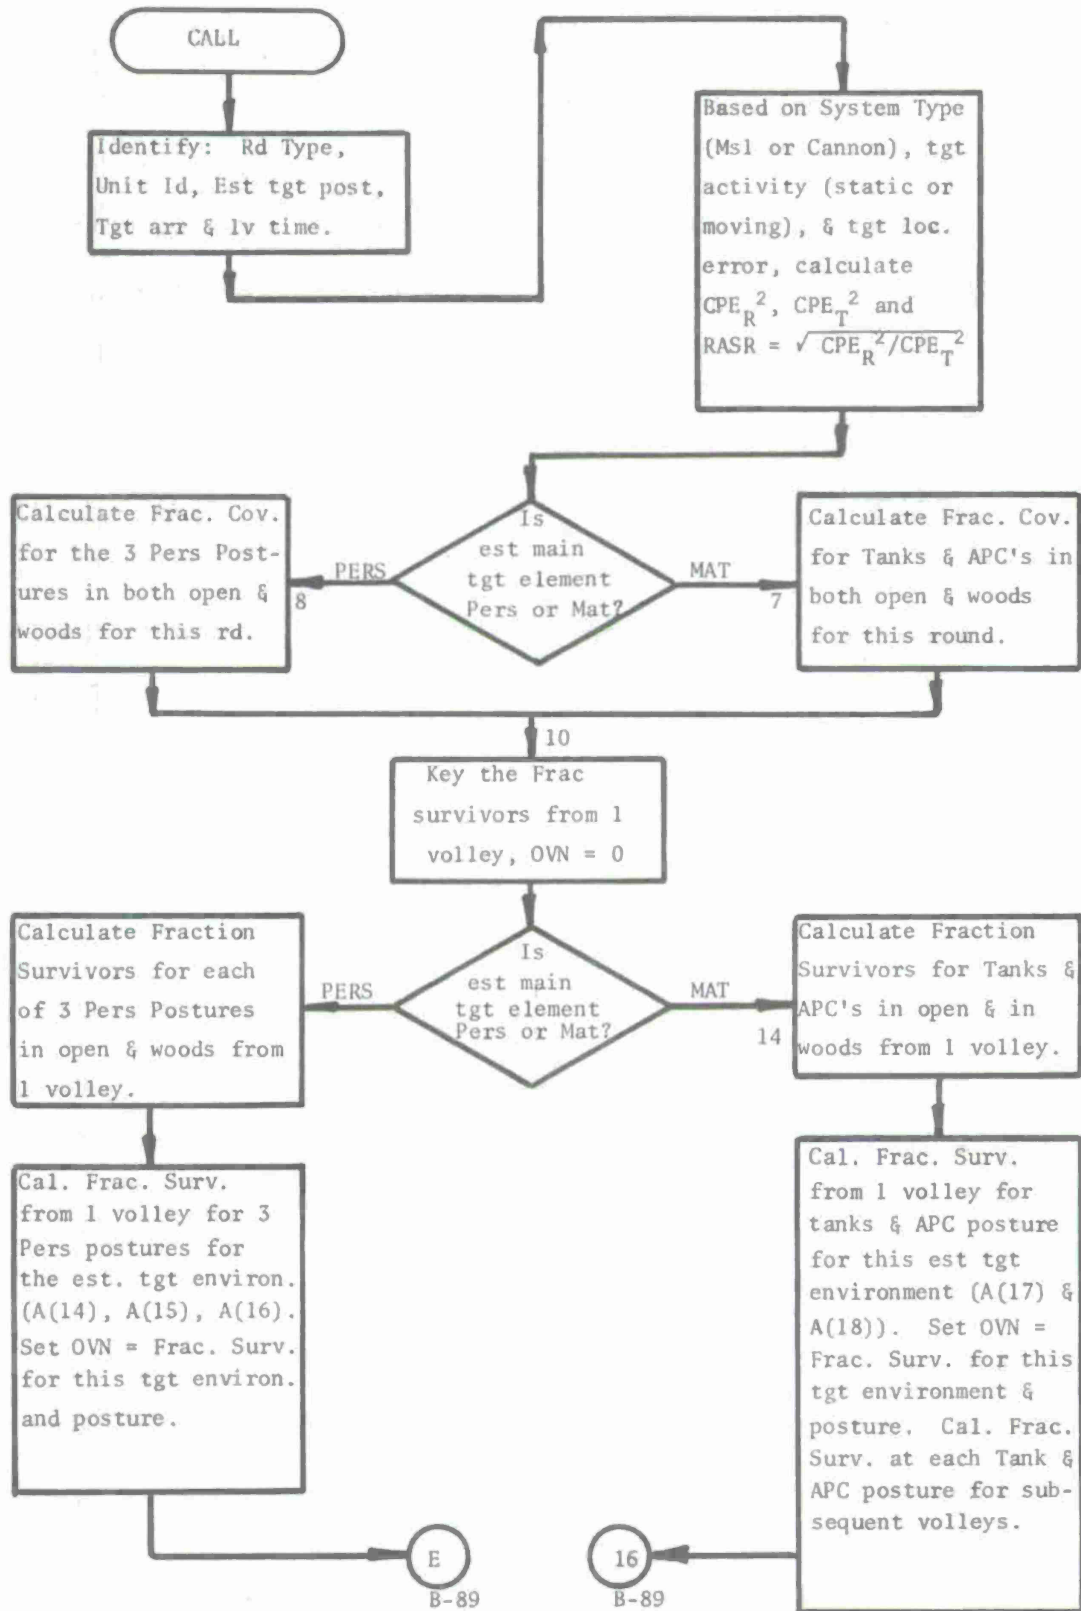 CALL
Identify: Rd Type,
Unit Id, Est tgt post,
Tgt arr & lv time.
Based on System Type
(Msl or Cannon), tgt
activity (static or
moving), & tgt loc.
error, calculate
CPE_R^2, CPE_T^2 and
RASR = √ CPE_R^2/CPE_T^2
Is
est main
tgt element
Pers or Mat?
PERS
8
MAT
7
Calculate Frac. Cov.
for the 3 Pers Post-
ures in both open &
woods for this rd.
Calculate Frac. Cov.
for Tanks & APC's in
both open & woods
for this round.
10
Key the Frac
survivors from 1
volley, OVN = 0
Is
est main
tgt element
Pers or Mat?
PERS
MAT
14
Calculate Fraction
Survivors for each
of 3 Pers Postures
in open & woods from
1 volley.
Calculate Fraction
Survivors for Tanks &
APC's in open & in
woods from 1 volley.
Cal. Frac. Surv.
from 1 volley for 3
Pers postures for
the est. tgt environ.
(A(14), A(15), A(16).
Set OVN = Frac. Surv.
for this tgt environ.
and posture.
Cal. Frac. Surv.
from 1 volley for
tanks & APC posture
for this est tgt
environment (A(17) &
A(18)). Set OVN =
Frac. Surv. for this
tgt environment &
posture. Cal. Frac.
Surv. at each Tank &
APC posture for sub-
sequent volleys.
E
B-89
16
B-89